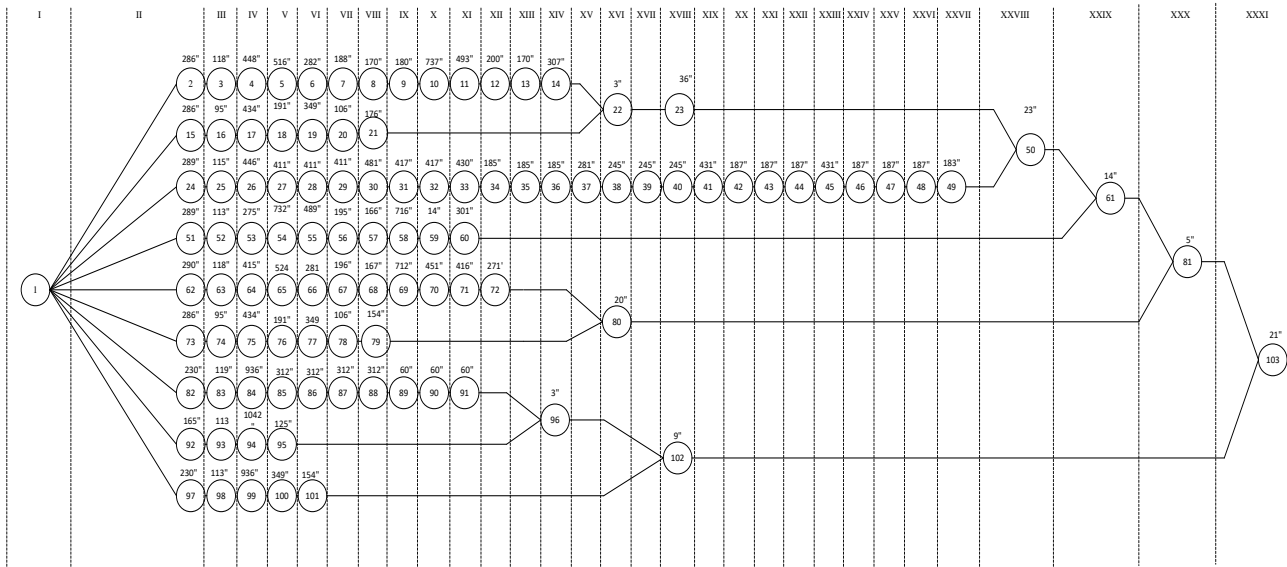 I II III IV V VI VII VIII IX X XI XII XIII XIV XV XVI XVII XVIII XIX XX XXI XXII XXIII XXIV XXV XXVI XXVII XXVIII XXIX XXX XXXI
286" 118" 448" 516" 282" 188" 170" 180" 737" 493" 200" 170" 307"
2 3 4 5 6 7 8 9 10 11 12 13 14
3" 36"
22 23
286" 95" 434" 191" 349" 106" 176"
15 16 17 18 19 20 21
23"
50
289" 115" 446" 411" 411" 411" 481" 417" 417" 430" 185" 185" 185" 281" 245" 245" 245" 431" 187" 187" 187" 431" 187" 187" 187" 183"
24 25 26 27 28 29 30 31 32 33 34 35 36 37 38 39 40 41 42 43 44 45 46 47 48 49
14"
61
289" 113" 275" 732" 489" 195" 166" 716" 14" 301"
51 52 53 54 55 56 57 58 59 60
5"
81
290" 118" 415" 524 281 196" 167" 712" 451" 416" 271'
1 62 63 64 65 66 67 68 69 70 71 72
20"
80
286" 95" 434" 191" 349 106" 154"
73 74 75 76 77 78 79
21"
103
230" 119" 936" 312" 312" 312" 312" 60" 60" 60"
82 83 84 85 86 87 88 89 90 91
3"
96
165" 113 1042
" 125"
92 93 94 95
9"
102
230" 113" 936" 349" 154"
97 98 99 100 101